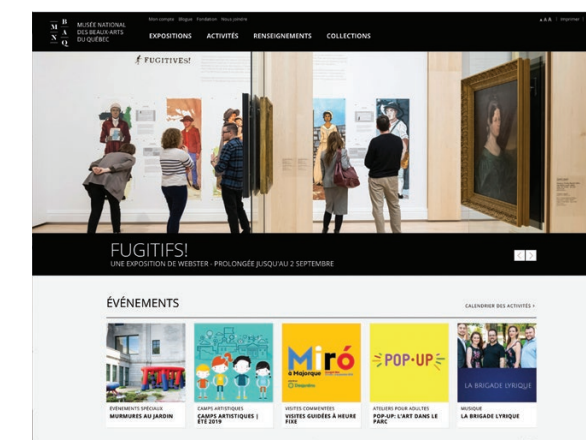 M B
N A
Q
MUSÉE NATIONAL
DES BEAUX-ARTS
DU QUÉBEC
Mon compte Blogue Fondation Nous joindre
A A A | Imprimer
EXPOSITIONS ACTIVITÉS RENSEIGNEMENTS COLLECTIONS
FUGITIVES!
FUGITIFS!
UNE EXPOSITION DE WEBSTER - PROLONGÉE JUSQU'AU 2 SEPTEMBRE
ÉVÉNEMENTS
CALENDRIER DES ACTIVITÉS
Miró
à Majorque
Desjardins
POP-UP
LA BRIGADE LYRIQUE
ÉVÉNEMENTS SPÉCIAUX
MURMURES AU JARDIN
CAMPS ARTISTIQUES
CAMPS ARTISTIQUES |
ÉTÉ 2019
VISITES COMMENTÉES
VISITES GUIDÉES À HEURE
FIXE
ATELIERS POUR ADULTES
POP-UP: L'ART DANS LE
PARC
MUSIQUE
LA BRIGADE LYRIQUE